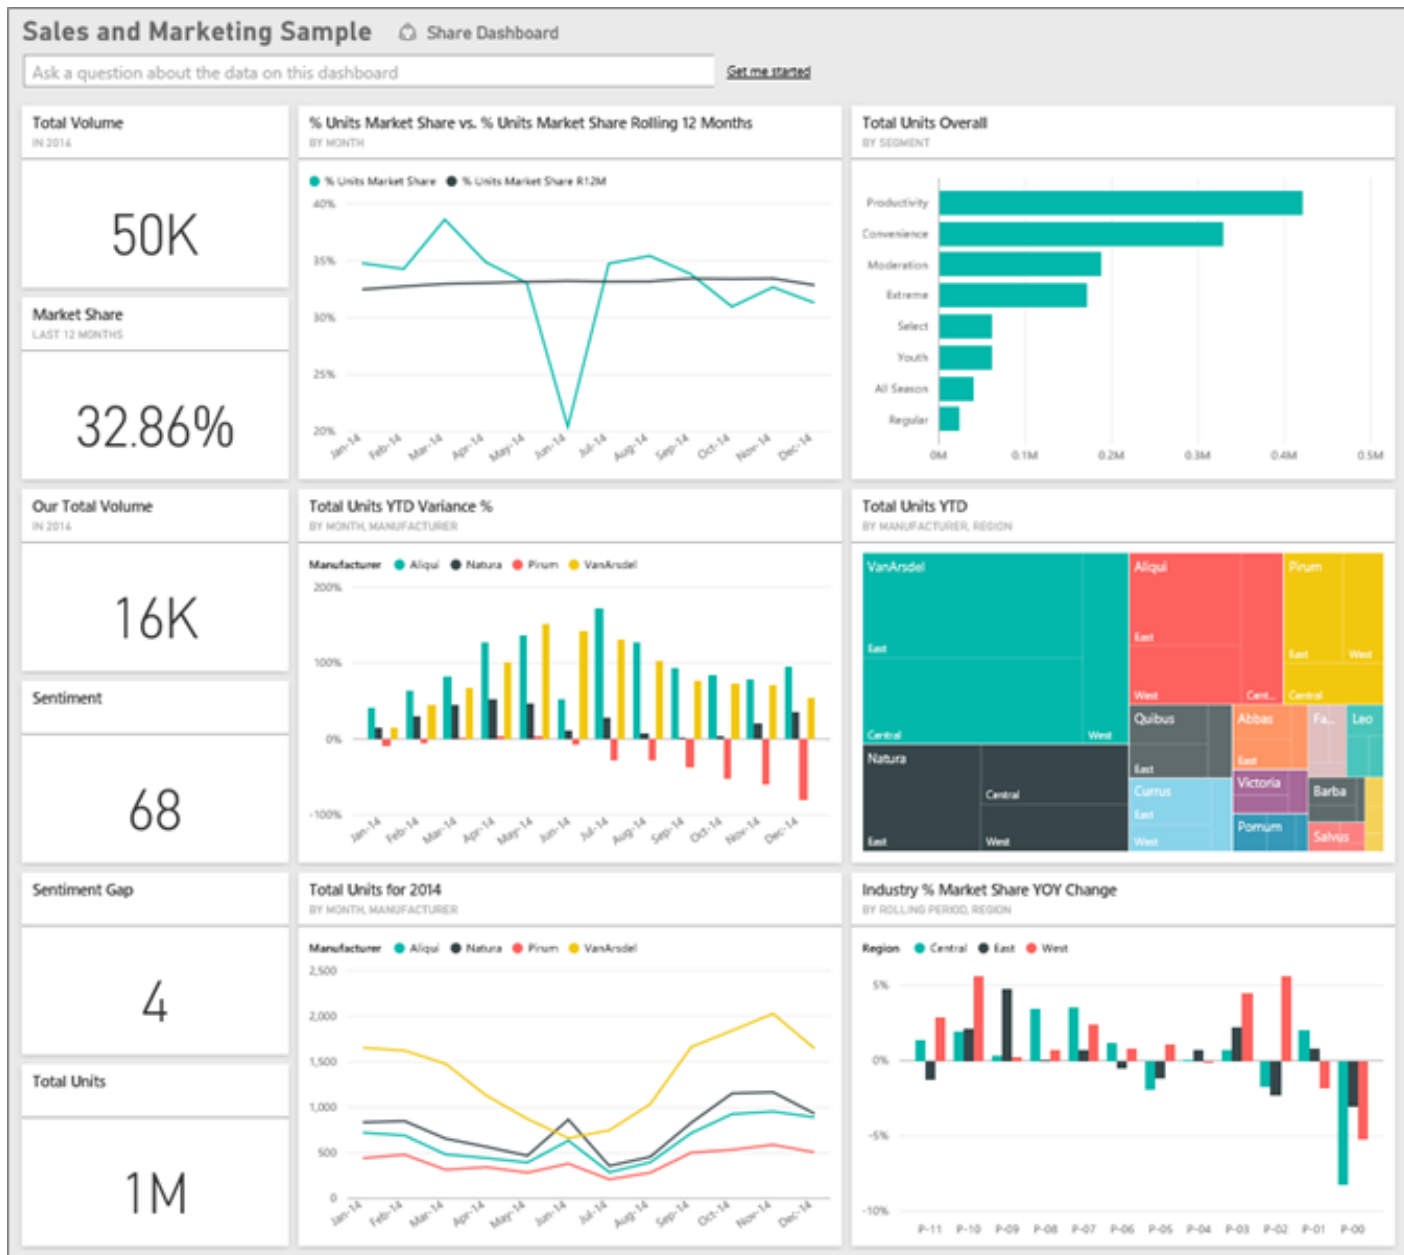 Sales and Marketing Sample Share Dashboard
Ask a question about the data on this dashboard Get me started
Total Volume
IN 2014
50K
Market Share
LAST 12 MONTHS
32.86%
Our Total Volume
IN 2014
16K
Sentiment
68
Sentiment Gap
4
Total Units
1M
% Units Market Share vs. % Units Market Share Rolling 12 Months
BY MONTH
% Units Market Share % Units Market Share R12M
40%
35%
30%
25%
20%
Jan-14 Feb-14 Mar-14 Apr-14 May-14 Jun-14 Jul-14 Aug-14 Sep-14 Oct-14 Nov-14 Dec-14
Total Units YTD Variance %
BY MONTH, MANUFACTURER
Manufacturer Aliqui Natura Pirum VanArsdel
200%
100%
0%
-100%
Jan-14 Feb-14 Mar-14 Apr-14 May-14 Jun-14 Jul-14 Aug-14 Sep-14 Oct-14 Nov-14 Dec-14
Total Units for 2014
BY MONTH, MANUFACTURER
Manufacturer Aliqui Natura Pirum VanArsdel
2,500
2,000
1,500
1,000
500
0
Jan-14 Feb-14 Mar-14 Apr-14 May-14 Jun-14 Jul-14 Aug-14 Sep-14 Oct-14 Nov-14 Dec-14
Total Units Overall
BY SEGMENT
Productivity
Convenience
Moderation
Extreme
Select
Youth
All Season
Regular
0M 0.1M 0.2M 0.3M 0.4M 0.5M
Total Units YTD
BY MANUFACTURER, REGION
VanArsdel
East
Central West
Natura
Central
East West
Aliqui
East
West Cent...
Pirum
East West
Central
Quibus
East
Currus
East
West
Abbas
East
Victoria
Pomum
Fa...
Leo
Barba
Salvus
Industry % Market Share YOY Change
BY ROLLING PERIOD, REGION
Region Central East West
5%
0%
-5%
-10%
P-11 P-10 P-09 P-08 P-07 P-06 P-05 P-04 P-03 P-02 P-01 P-00